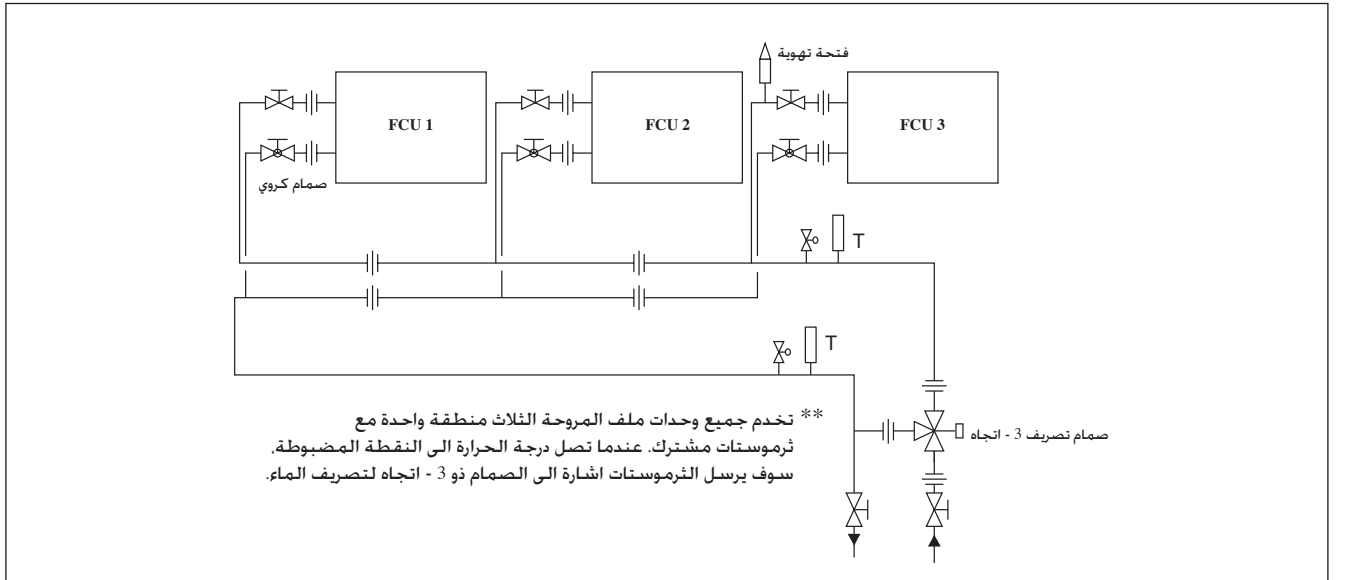 فتحة تهوية
FCU 1
FCU 2
FCU 3
صمام كروي
T
T
** تخدم جميع وحدات ملف المروحة الثلاث منطقة واحدة مع
ثرموستات مشترك. عندما تصل درجة الحرارة الى النقطة المضبوطة،
سوف يرسل الثرموستات اشارة الى الصمام ذو 3 - اتجاه لتصريف الماء.
صمام تصريف 3 - اتجاه